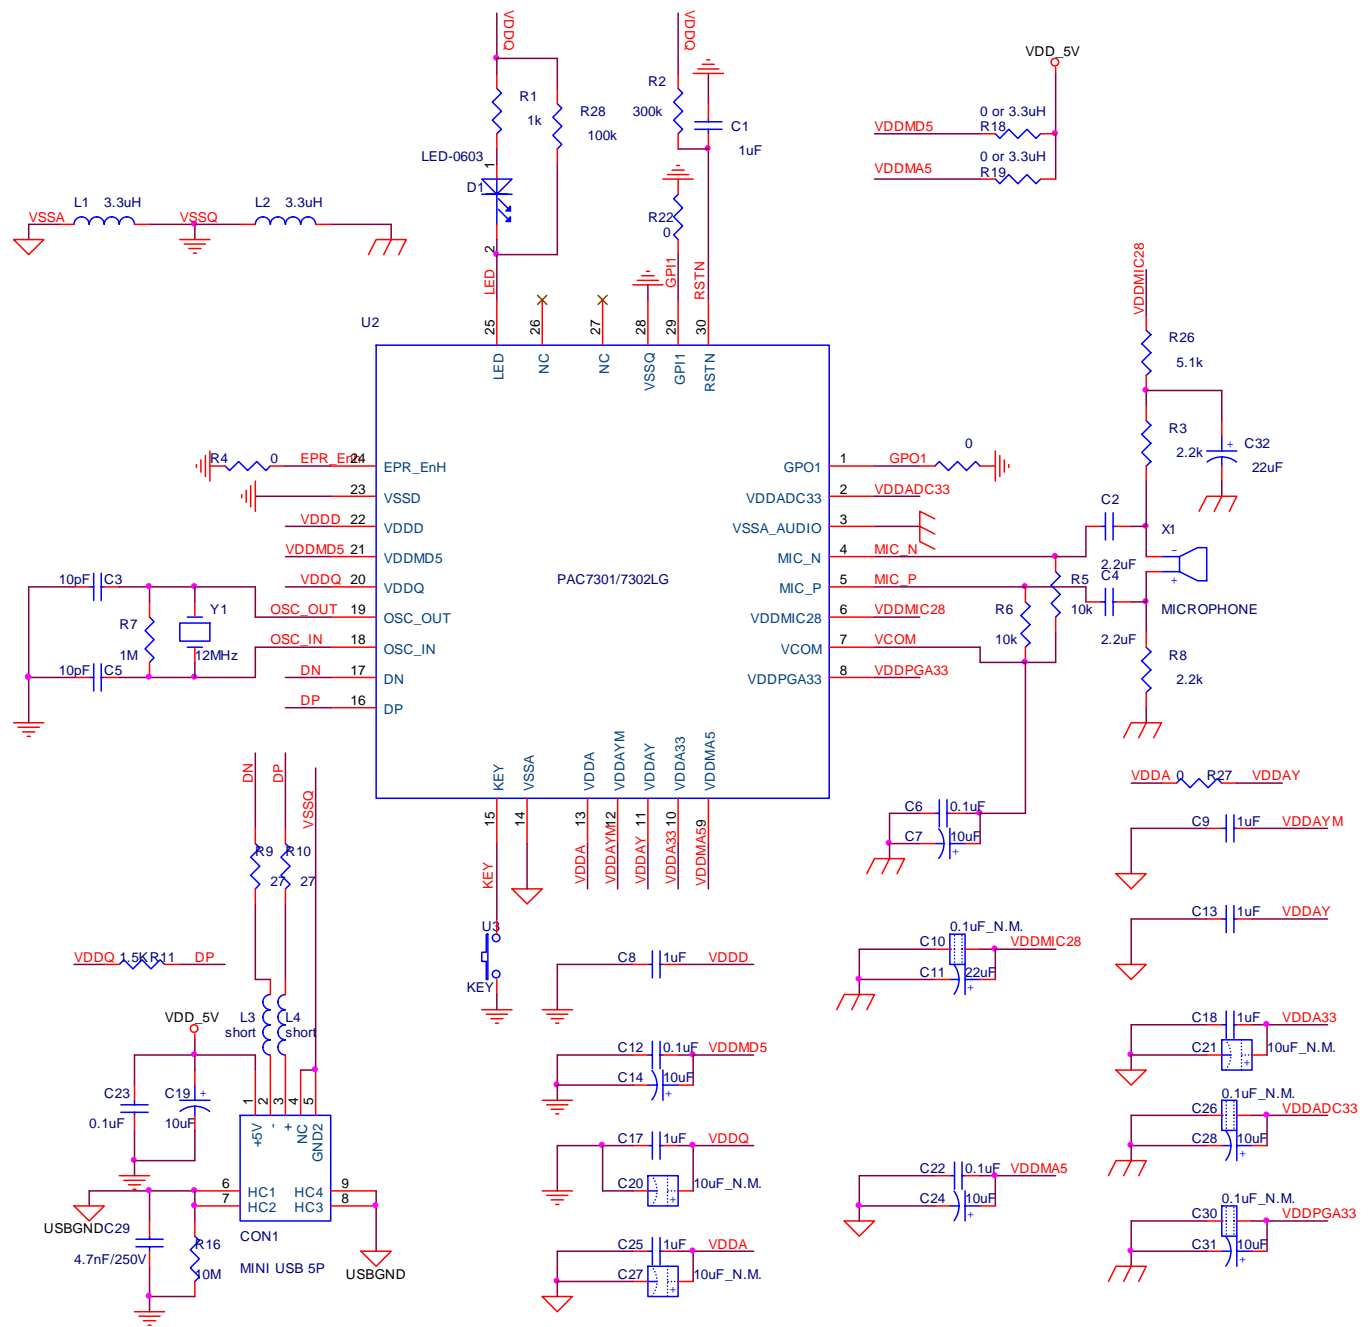 VDDQ
VDDQ
R1
1k
R28
100k
LED-0603
1
D1
2
LED
R2
300k
C1
1uF
R22
0
GPI1
RSTN
VDD_5V
0 or 3.3uH
VDDMD5
R18
0 or 3.3uH
VDDMA5
R19
VSSA
L1
3.3uH
VSSQ
L2
3.3uH
U2
25
26
27
28
29
30
LED
NC
NC
VSSQ
GPI1
RSTN
PAC7301/7302LG
R4
0
EPR_EnH
24
EPR_EnH
23
VSSD
VDDD
22
VDDD
VDDMD5
21
VDDMD5
VDDQ
20
VDDQ
OSC_OUT
19
OSC_OUT
OSC_IN
18
OSC_IN
DN
17
DN
DP
16
DP
10pF
C3
R7
1M
Y1
12MHz
10pF
C5
GPO1
1
GPO1
0
VDDADC33
2
VDDADC33
VSSA_AUDIO
3
MIC_N
4
MIC_N
MIC_P
5
MIC_P
VDDMIC28
6
VDDMIC28
VCOM
7
VCOM
VDDPGA33
8
VDDPGA33
VDDMIC28
R26
5.1k
R3
2.2k
+
C32
22uF
C2
2.2uF
X1
-
+
MICROPHONE
C4
2.2uF
R5
10k
R6
10k
R8
2.2k
KEY
VSSA
VDDA
VDDAYM
VDDAY
VDDA33
VDDMA5
15
14
13
12
11
10
9
KEY
VDDA
VDDAYM
VDDAY
VDDA33
VDDMA5
U3
KEY
DN
DP
VSSQ
R9
27
R10
27
VDDQ
1.5K
R11
DP
L3
short
L4
short
VDD_5V
C23
0.1uF
C19
+
10uF
1
2
3
4
5
+5V
-
+
NC
GND2
6
HC1
7
HC2
HC4
9
HC3
8
CON1
MINI USB 5P
USBGND
C29
4.7nF/250V
R16
10M
USBGND
C6
0.1uF
C7
10uF
+
VDDA
0
R27
VDDAY
C9
1uF
VDDAYM
C13
1uF
VDDAY
C8
1uF
VDDD
0.1uF_N.M.
C10
VDDMIC28
C11
22uF
+
C12
0.1uF
VDDMD5
C14
10uF
+
C17
1uF
VDDQ
C20
+
10uF_N.M.
C25
1uF
VDDA
C27
+
10uF_N.M.
C22
0.1uF
VDDMA5
C24
10uF
+
C18
1uF
VDDA33
C21
+
10uF_N.M.
0.1uF_N.M.
C26
VDDADC33
C28
10uF
+
0.1uF_N.M.
C30
VDDPGA33
C31
10uF
+